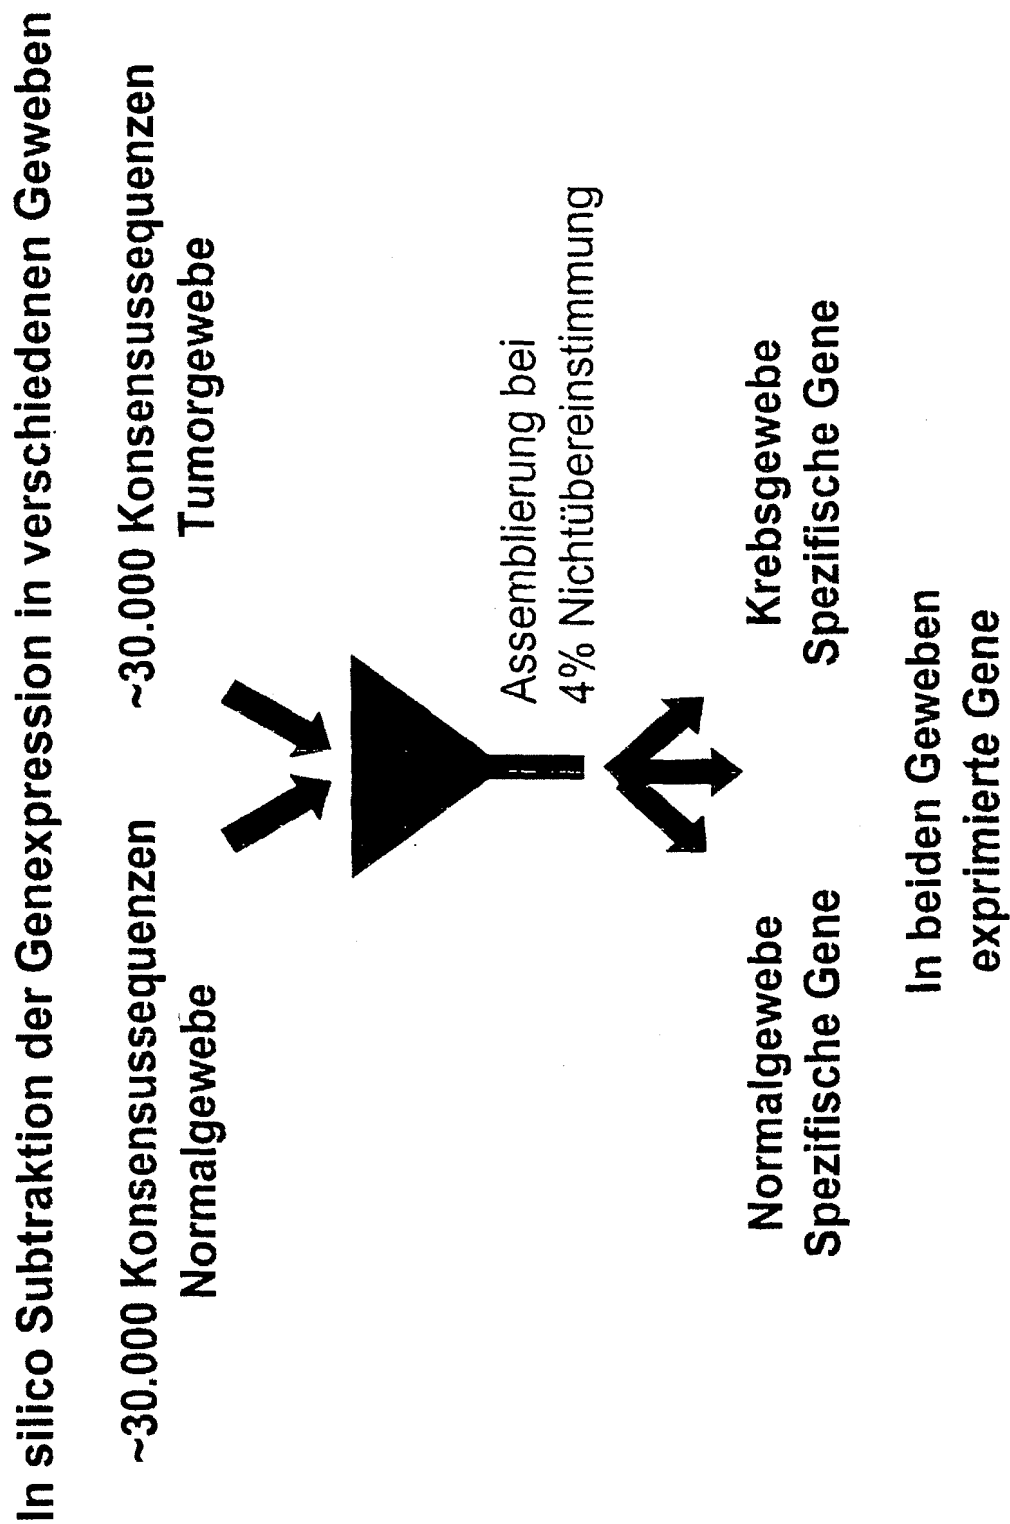 In silico Subtraktion der Genexpression in verschiedenen Geweben
~30.000 Konsensussequenzen
Normalgewebe
~30.000 Konsensussequenzen
Tumorgewebe
Assemblierung bei
4% Nichtübereinstimmung
Normalgewebe
Spezifische Gene
Krebsgewebe
Spezifische Gene
In beiden Geweben
exprimierte Gene